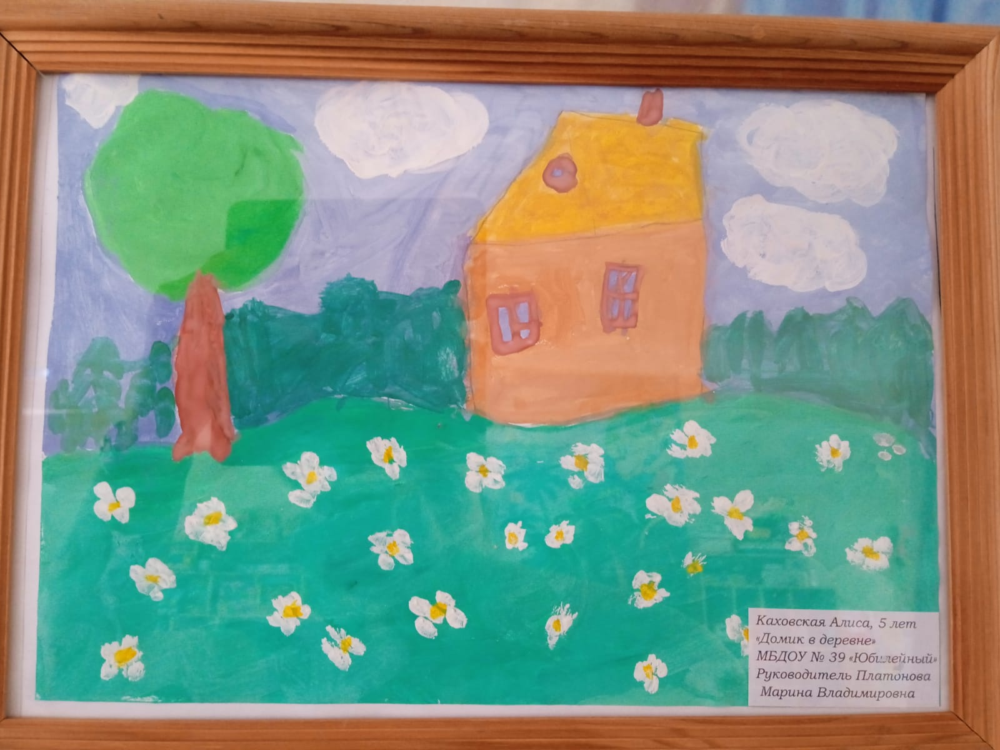 Каховская Алиса, 5 лет
«Домик в деревне»
МБДОУ № 39 «Юбилейный»
Руководитель Платонова
Марина Владимировна